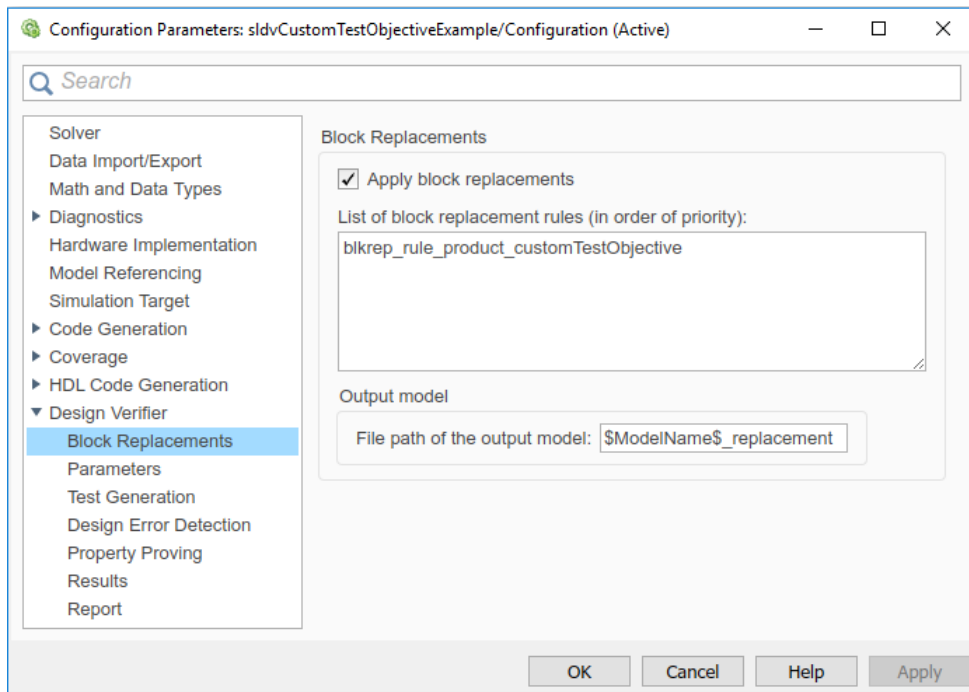 Configuration Parameters: sldvCustomTestObjectiveExample/Configuration (Active)
Search
Solver
Data Import/Export
Math and Data Types
Diagnostics
Hardware Implementation
Model Referencing
Simulation Target
Code Generation
Coverage
HDL Code Generation
Design Verifier
Block Replacements
Parameters
Test Generation
Design Error Detection
Property Proving
Results
Report
Block Replacements
Apply block replacements
List of block replacement rules (in order of priority):
blkrep_rule_product_customTestObjective
Output model
File path of the output model: $ModelName$_replacement
OK Cancel Help Apply